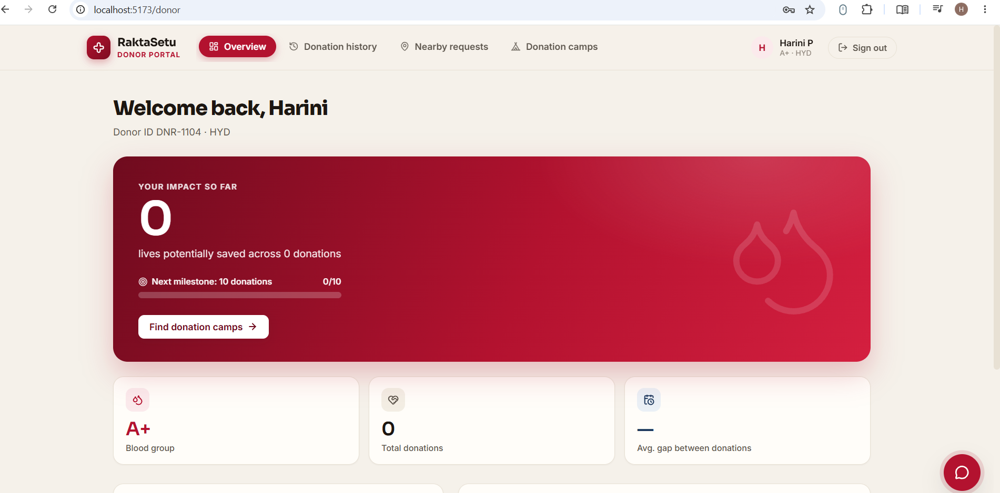 localhost:5173/donor
H
RaktaSetu
DONOR PORTAL
Overview
Donation history
Nearby requests
Donation camps
H
Harini P
A+ · HYD
Sign out
Welcome back, Harini
Donor ID DNR-1104 · HYD
YOUR IMPACT SO FAR
0
lives potentially saved across 0 donations
Next milestone: 10 donations 0/10
Find donation camps
A+
Blood group
0
Total donations
—
Avg. gap between donations